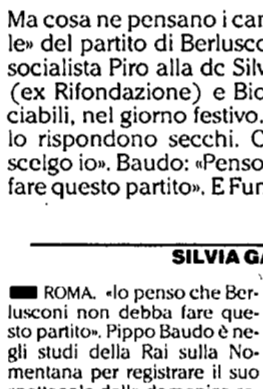 Ma cosa ne pensano i car
le» del partito di Berlusco
socialista Piro alla dc Silv
(ex Rifondazione) e Bio
ciabili, nel giorno festivo.
lo rispondono secchi. C
scelgo io». Baudo: «Penso
fare questo partito». E Fun
SILVIA GA
ROMA. «Io penso che Ber-
lusconi non debba fare que-
sto partito». Pippo Baudo è ne-
gli studi della Rai sulla No-
mentana per registrare il suo